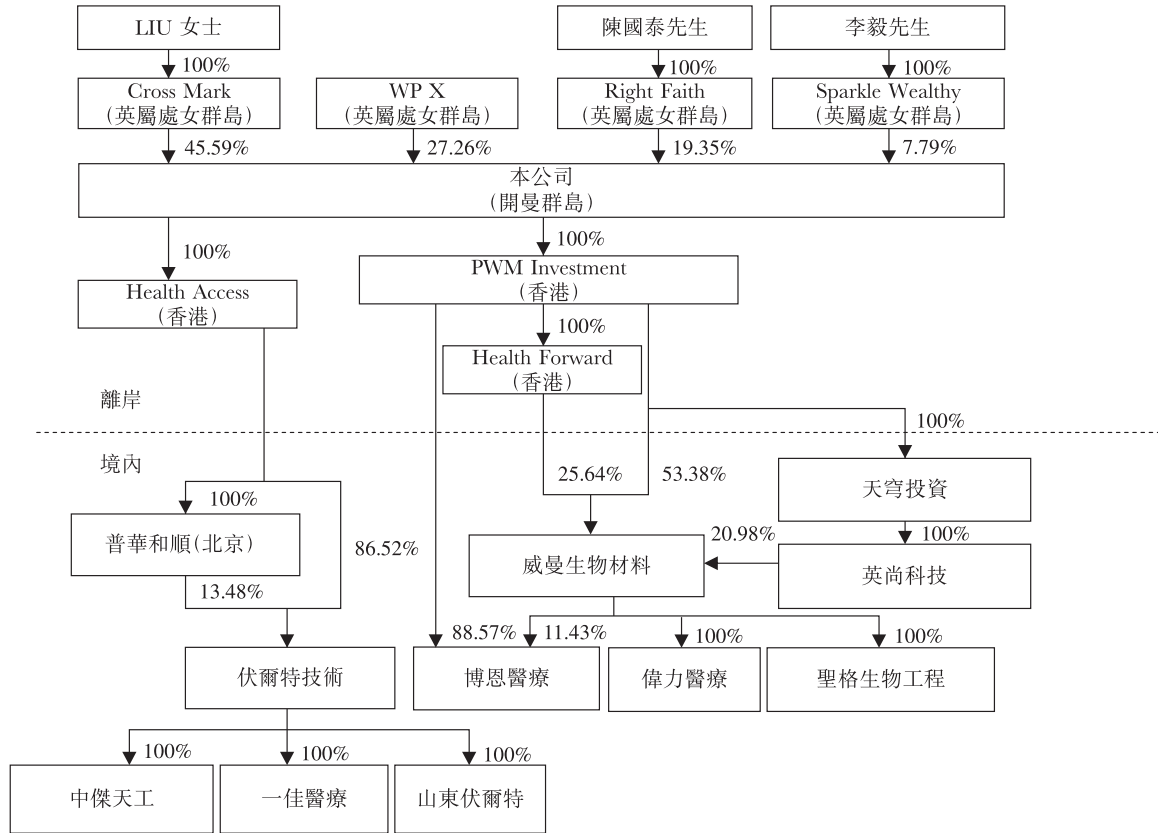 LIU 女士
陳國泰先生
李毅先生
100%
100%
100%
Cross Mark
(英屬處女群島)
WP X
(英屬處女群島)
Right Faith
(英屬處女群島)
Sparkle Wealthy
(英屬處女群島)
45.59%
27.26%
19.35%
7.79%
本公司
(開曼群島)
100%
100%
Health Access
(香港)
PWM Investment
(香港)
100%
Health Forward
(香港)
離岸
100%
境內
25.64%
53.38%
天穹投資
100%
普華和順(北京)
86.52%
20.98%
100%
威曼生物材料
英尚科技
13.48%
88.57%
11.43%
100%
100%
伏爾特技術
博恩醫療
偉力醫療
聖格生物工程
100%
100%
100%
中傑天工
一佳醫療
山東伏爾特